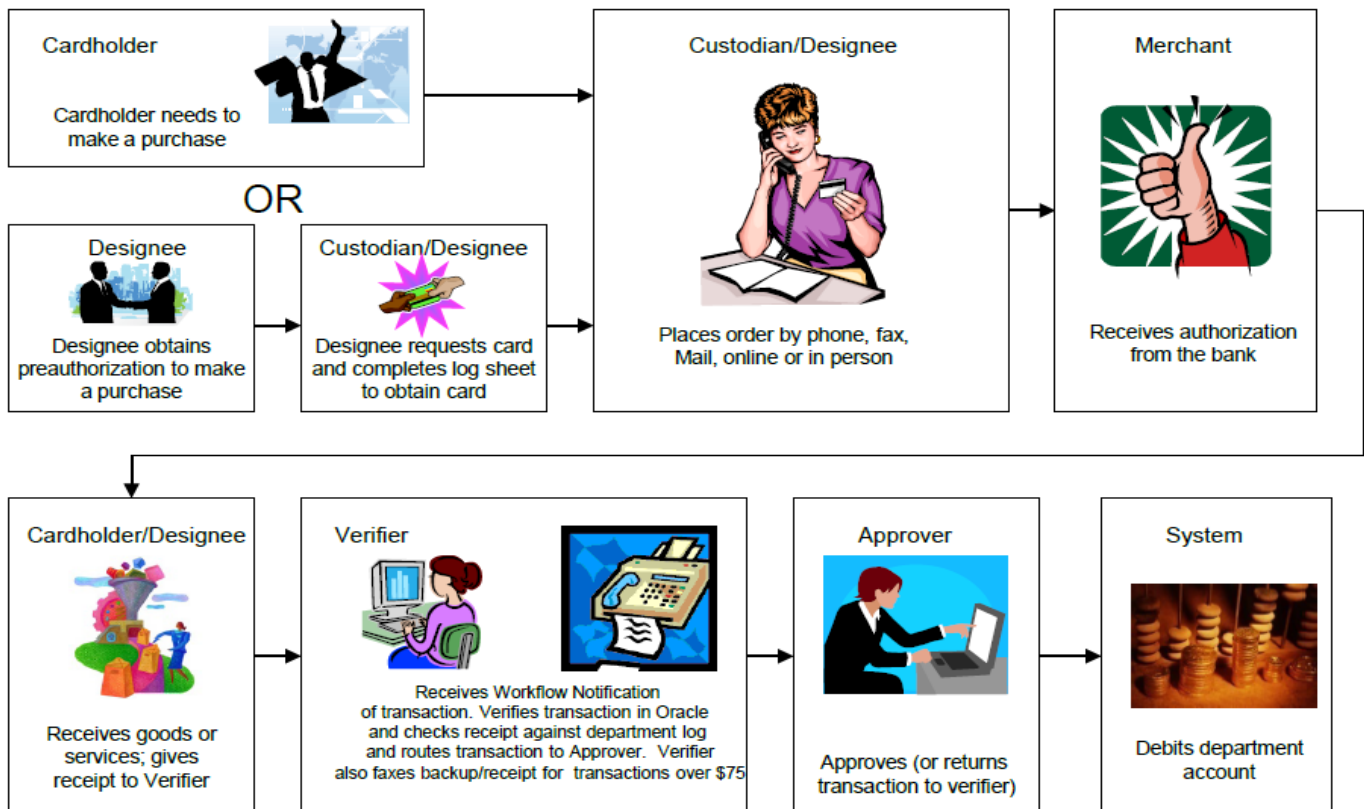 Cardholder
Cardholder needs to
make a purchase
OR
Designee
Designee obtains
preauthorization to make
a purchase
Custodian/Designee
Designee requests card
and completes log sheet
to obtain card
Custodian/Designee
Places order by phone, fax,
Mail, online or in person
Merchant
Receives authorization
from the bank
Cardholder/Designee
Receives goods or
services; gives
receipt to Verifier
Verifier
Receives Workflow Notification
of transaction. Verifies transaction in Oracle
and checks receipt against department log
and routes transaction to Approver. Verifier
also faxes backup/receipt for transactions over $75
Approver
Approves (or returns
transaction to verifier)
System
Debits department
account